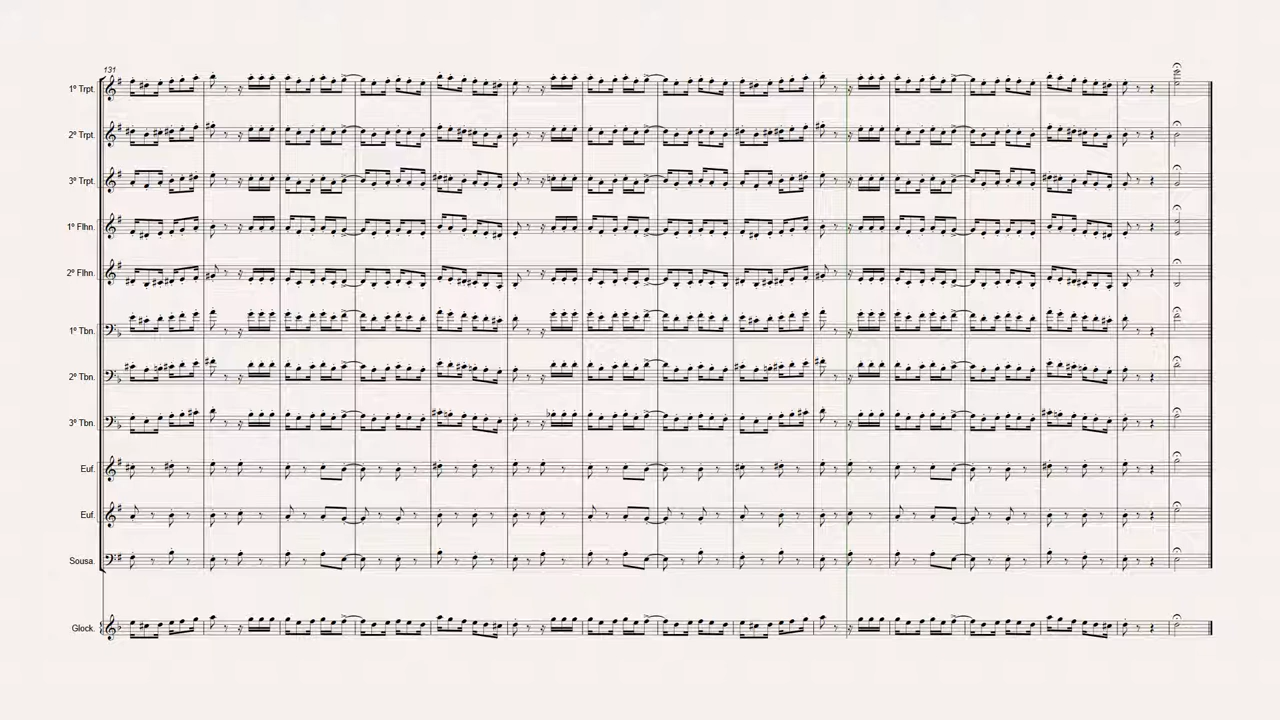 131
1º Trpt.
2º Trpt.
3º Trpt.
1º Flhn.
2º Flhn.
1º Tbn.
2º Tbn.
3º Tbn.
Euf.
Euf.
Sousa.
Glock.